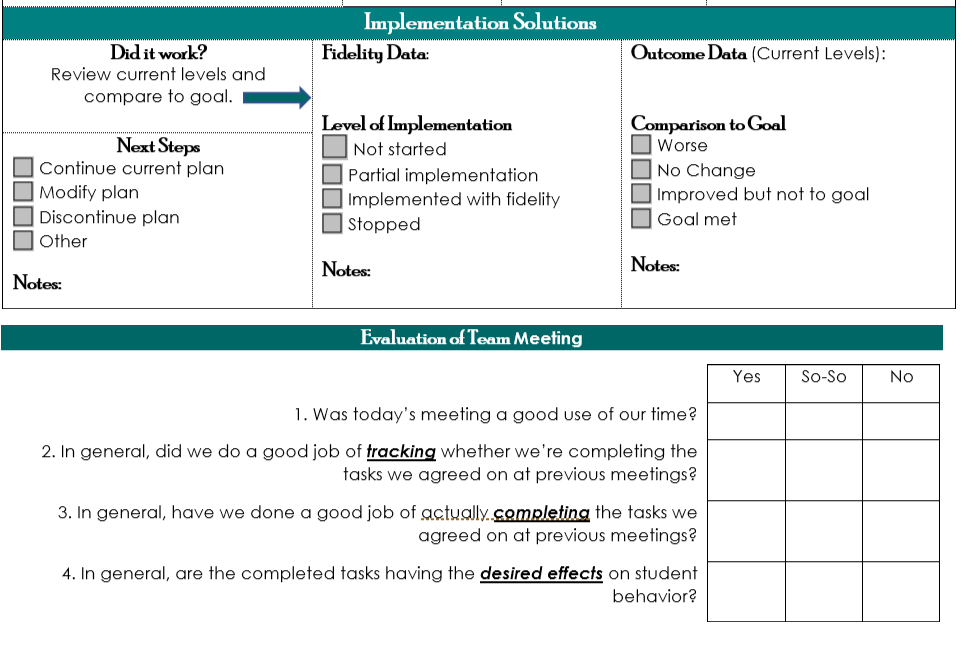 Implementation Solutions
Did it work?
Review current levels and
compare to goal.
Next Steps
Continue current plan
Modify plan
Discontinue plan
Other
Notes:
Fidelity Data:
Level of Implementation
Not started
Partial implementation
Implemented with fidelity
Stopped
Notes:
Outcome Data (Current Levels):
Comparison to Goal
Worse
No Change
Improved but not to goal
Goal met
Notes:
Evaluation of Team Meeting
Yes So-So No
1. Was today's meeting a good use of our time?
2. In general, did we do a good job of tracking whether we're completing the
tasks we agreed on at previous meetings?
3. In general, have we done a good job of actually completing the tasks we
agreed on at previous meetings?
4. In general, are the completed tasks having the desired effects on student
behavior?